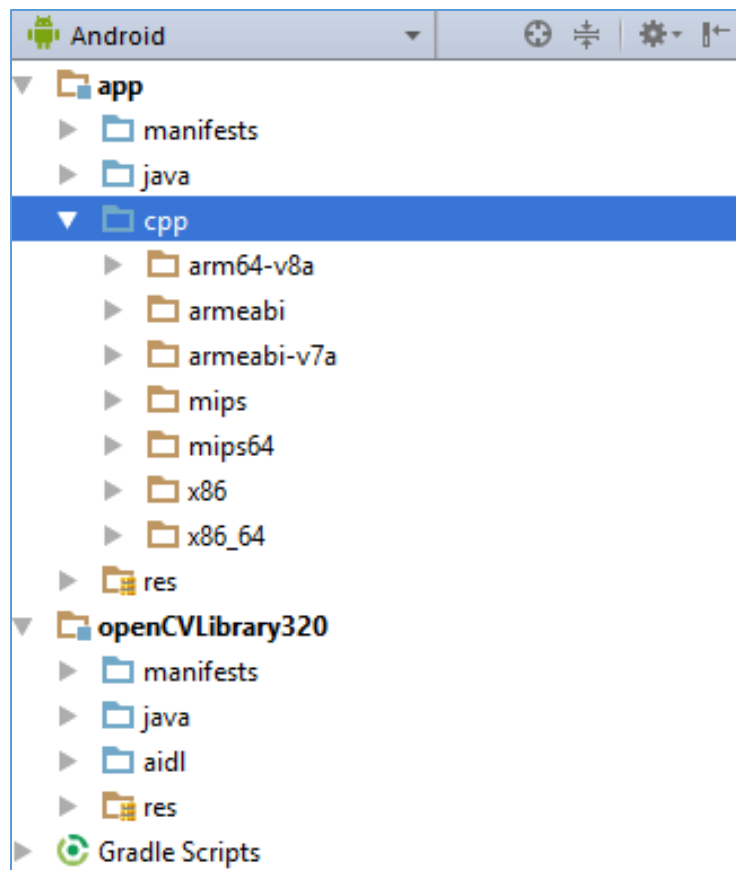 Android
app
manifests
java
cpp
arm64-v8a
armeabi
armeabi-v7a
mips
mips64
x86
x86_64
res
openCVLibrary320
manifests
java
aidl
res
Gradle Scripts